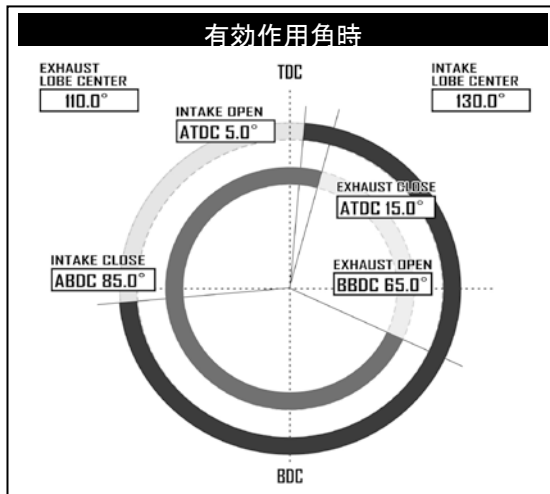 有効作用角時
EXHAUST
LOBE CENTER
110.0°
TDC
INTAKE
LOBE CENTER
130.0°
INTAKE OPEN
ATDC 5.0°
EXHAUST CLOSE
ATDC 15.0°
INTAKE CLOSE
ABDC 85.0°
EXHAUST OPEN
BBDC 65.0°
BDC